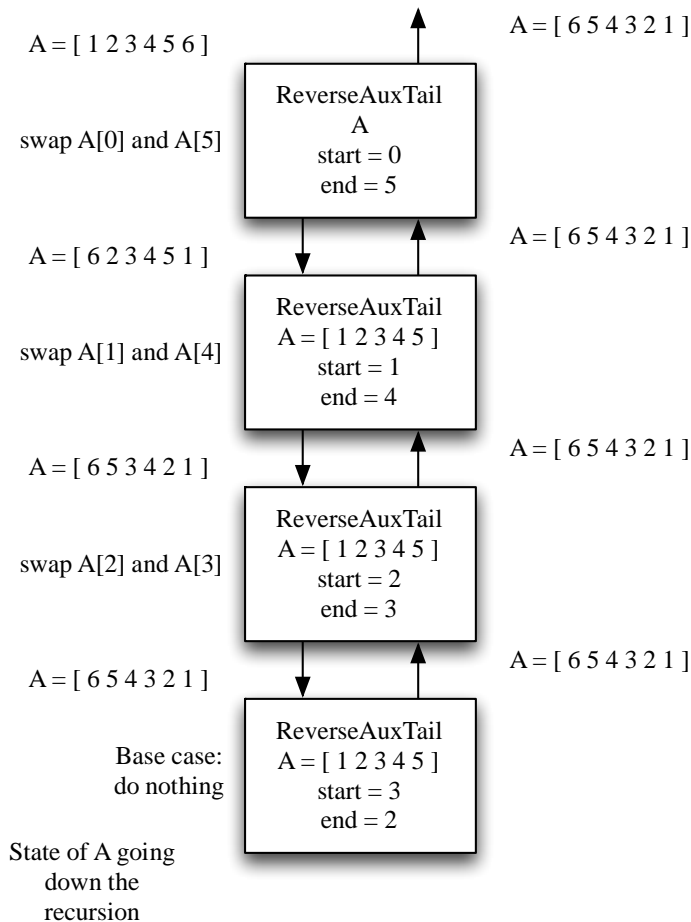 A = [ 6 5 4 3 2 1 ]
A = [ 1 2 3 4 5 6 ]
ReverseAuxTail
A
start = 0
end = 5
swap A[0] and A[5]
A = [ 6 5 4 3 2 1 ]
A = [ 6 2 3 4 5 1 ]
ReverseAuxTail
A = [ 1 2 3 4 5 ]
start = 1
end = 4
swap A[1] and A[4]
A = [ 6 5 4 3 2 1 ]
A = [ 6 5 3 4 2 1 ]
ReverseAuxTail
A = [ 1 2 3 4 5 ]
start = 2
end = 3
swap A[2] and A[3]
A = [ 6 5 4 3 2 1 ]
A = [ 6 5 4 3 2 1 ]
ReverseAuxTail
A = [ 1 2 3 4 5 ]
start = 3
end = 2
Base case:
do nothing
State of A going
down the
recursion